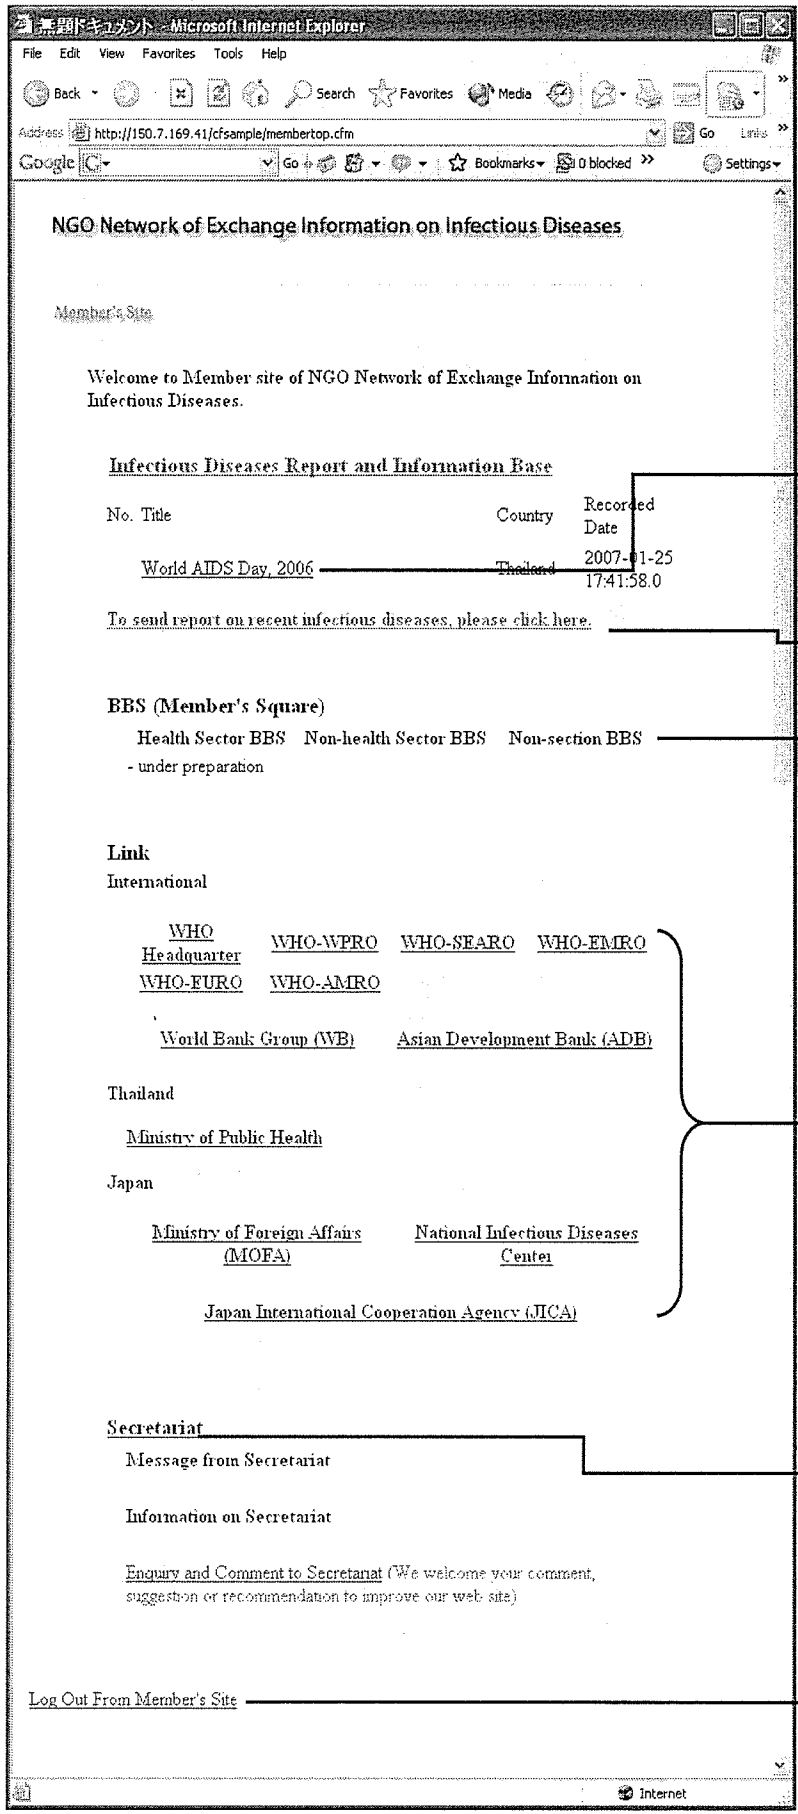 無題ドキュメント - Microsoft Internet Explorer
File Edit View Favorites Tools Help
Back Search Favorites Media
Address http://150.7.169.41/cfsample/membertop.cfm Go Links
Google Go Bookmarks 0 blocked Settings
NGO Network of Exchange Information on Infectious Diseases
Member's Site
Welcome to Member site of NGO Network of Exchange Information on
Infectious Diseases.
Infectious Diseases Report and Information Base
No. Title Country Recorded Date
World AIDS Day, 2006 Thailand 2007-01-25 17:41:58.0
To send report on recent infectious diseases, please click here.
BBS (Member's Square)
Health Sector BBS Non-health Sector BBS Non-section BBS
- under preparation
Link
International
WHO Headquarter WHO-WPRO WHO-SEARO WHO-EMRO
WHO-EURO WHO-AMRO
World Bank Group (WB) Asian Development Bank (ADB)
Thailand
Ministry of Public Health
Japan
Ministry of Foreign Affairs (MOFA) National Infectious Diseases Center
Japan International Cooperation Agency (JICA)
Secretariat
Message from Secretariat
Information on Secretariat
Enquiry and Comment to Secretariat (We welcome your comment,
suggestion or recommendation to improve our web site)
Log Out From Member's Site
Internet